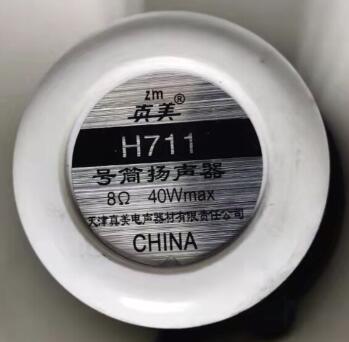 zm
真美®
H711
号筒扬声器
8Ω 40Wmax
天津真美电声器材有限责任公司
CHINA